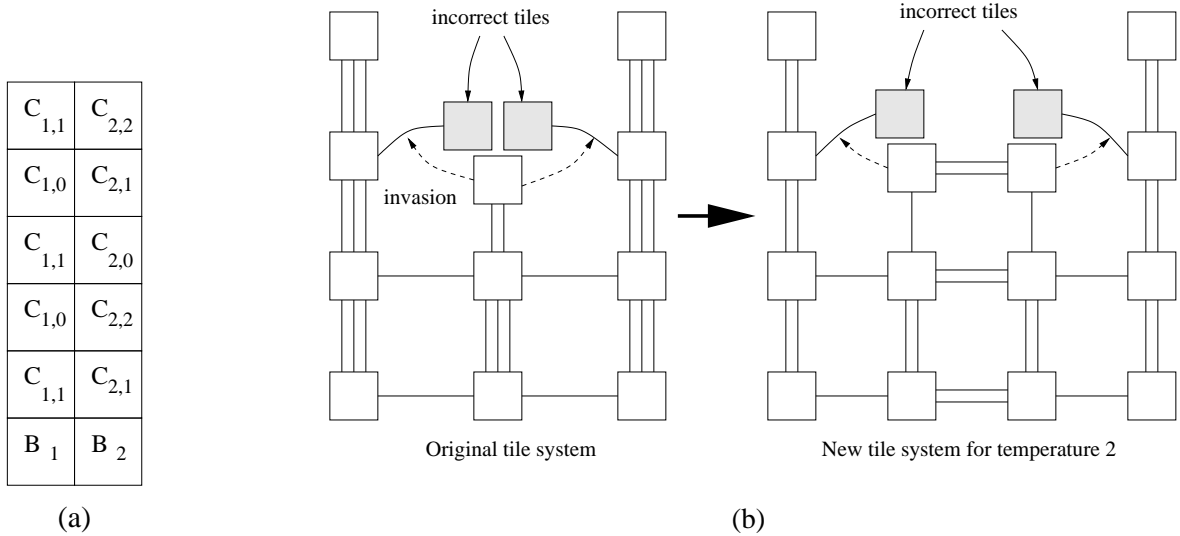 C1,1 C2,2
C1,0 C2,1
C1,1 C2,0
C1,0 C2,2
C1,1 C2,1
B1 B2
(a)
incorrect tiles
invasion
Original tile system
incorrect tiles
New tile system for temperature 2
(b)